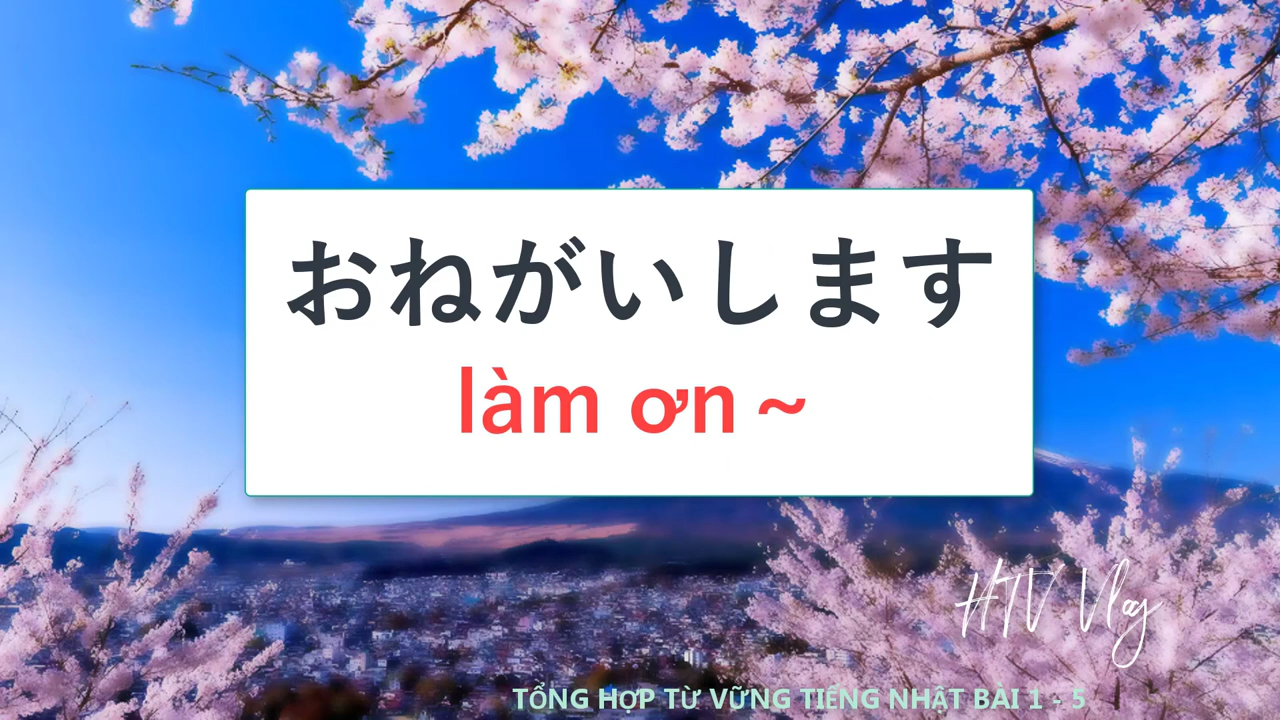 おねがいします
làm ơn ~
HTV Vlog
TỔNG HỢP TỪ VỮNG TIẾNG NHẬT BÀI 1 - 5